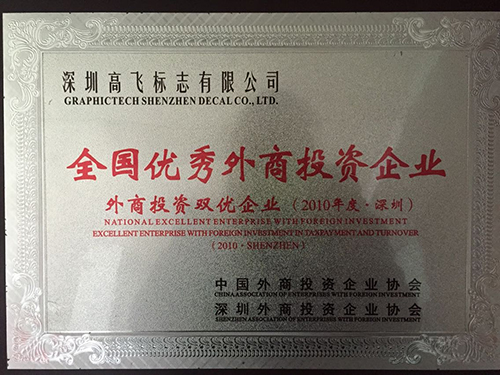 深圳高飞标志有限公司
GRAPHICTECH SHENZHEN DECAL CO., LTD.
全国优秀外商投资企业
外商投资双优企业（2010年度·深圳）
NATIONAL EXCELLENT ENTERPRISE WITH FOREIGN INVESTMENT
EXCELLENT ENTERPRISE WITH FOREIGN INVESTMENT IN TAXPAYMENT AND TURNOVER
(2010·SHENZHEN)
中国外商投资企业协会
CHINA ASSOCIATION OF ENTERPRISES WITH FOREIGN INVESTMENT
深圳外商投资企业协会
SHENZHEN ASSOCIATION OF ENTERPRISES WITH FOREIGN INVESTMENT